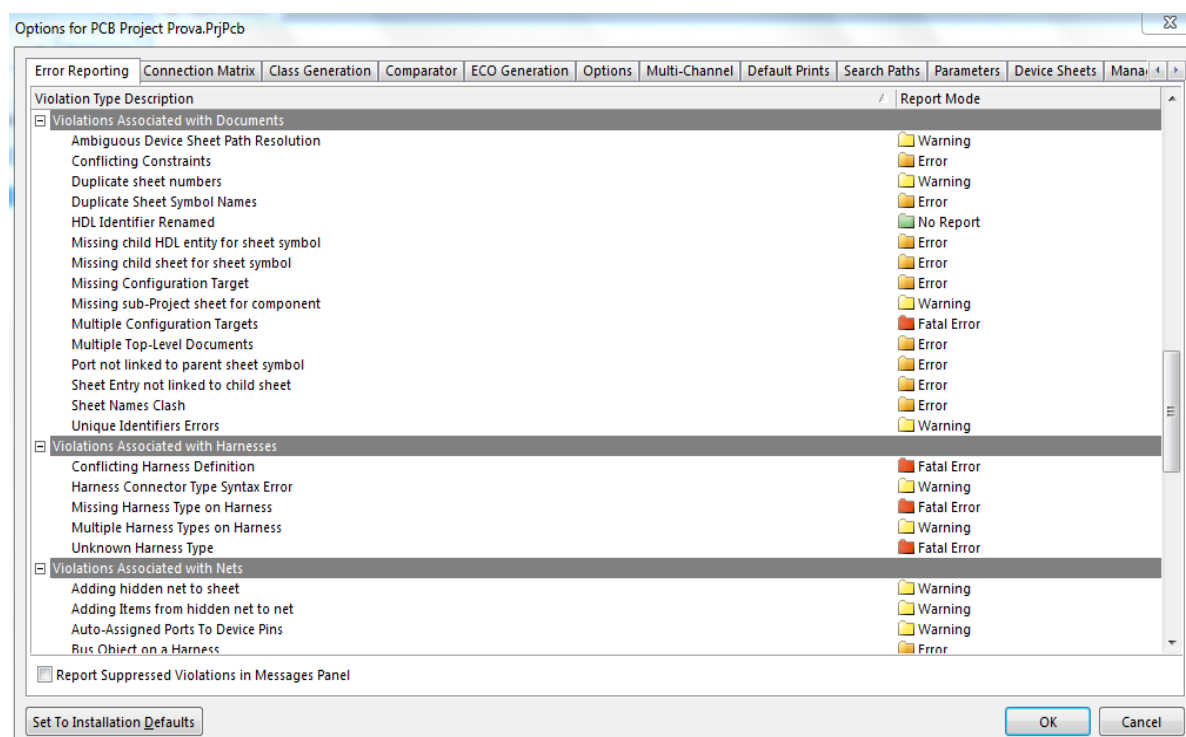 Options for PCB Project Prova.PrjPcb
Error Reporting Connection Matrix Class Generation Comparator ECO Generation Options Multi-Channel Default Prints Search Paths Parameters Device Sheets Mana
Violation Type Description Report Mode
Violations Associated with Documents
Ambiguous Device Sheet Path Resolution Warning
Conflicting Constraints Error
Duplicate sheet numbers Warning
Duplicate Sheet Symbol Names Error
HDL Identifier Renamed No Report
Missing child HDL entity for sheet symbol Error
Missing child sheet for sheet symbol Error
Missing Configuration Target Error
Missing sub-Project sheet for component Warning
Multiple Configuration Targets Fatal Error
Multiple Top-Level Documents Error
Port not linked to parent sheet symbol Error
Sheet Entry not linked to child sheet Error
Sheet Names Clash Error
Unique Identifiers Errors Warning
Violations Associated with Harnesses
Conflicting Harness Definition Fatal Error
Harness Connector Type Syntax Error Warning
Missing Harness Type on Harness Fatal Error
Multiple Harness Types on Harness Warning
Unknown Harness Type Fatal Error
Violations Associated with Nets
Adding hidden net to sheet Warning
Adding Items from hidden net to net Warning
Auto-Assigned Ports To Device Pins Warning
Bus Object on a Harness Error
Report Suppressed Violations in Messages Panel
Set To Installation Defaults OK Cancel